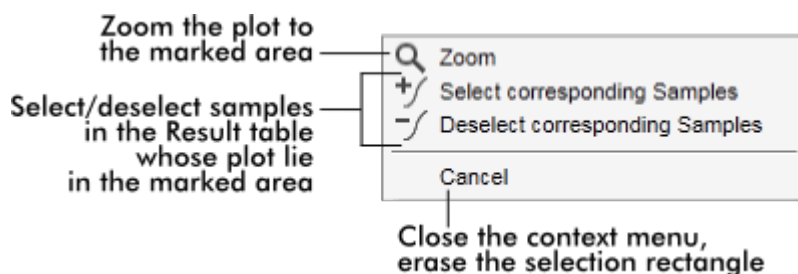 Zoom the plot to
the marked area
Zoom
Select corresponding Samples
Deselect corresponding Samples
Select/deselect samples
in the Result table
whose plot lie
in the marked area
Cancel
Close the context menu,
erase the selection rectangle